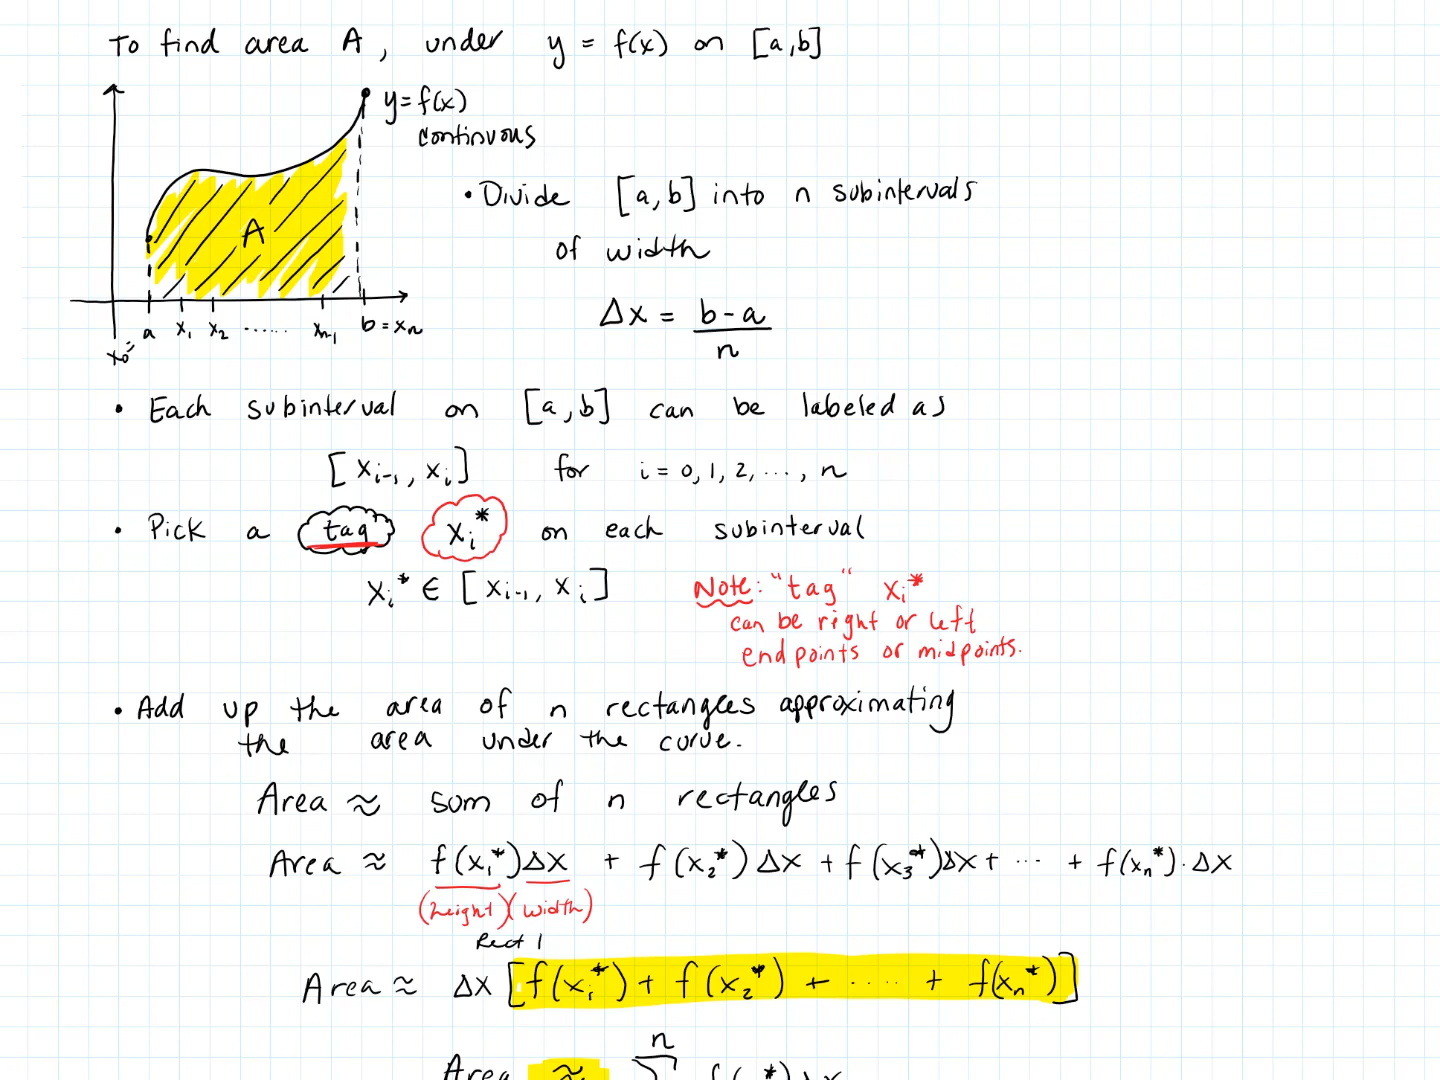 To find area A, under y = f(x) on [a,b]
y=f(x)
continuous
A
• Divide [a,b] into n subintervals
of width
Δx = (b-a)/n
x₀= a x₁ x₂ ...... xₙ₋₁ b=xₙ
• Each subinterval on [a,b] can be labeled as
[xᵢ₋₁, xᵢ] for i = 0, 1, 2, ..., n
• Pick a tag xᵢ* on each subinterval
xᵢ* ∈ [xᵢ₋₁, xᵢ]
Note: "tag" xᵢ*
can be right or left
endpoints or midpoints.
• Add up the area of n rectangles approximating
the area under the curve.
Area ≈ sum of n rectangles
Area ≈ f(x₁*)Δx + f(x₂*)Δx + f(x₃*)Δx + ... + f(xₙ*)·Δx
(height)(width)
Rect 1
Area ≈ Δx [f(x₁*) + f(x₂*) + .... + f(xₙ*)]
n
Area ≈ Σ f(xᵢ*)Δx